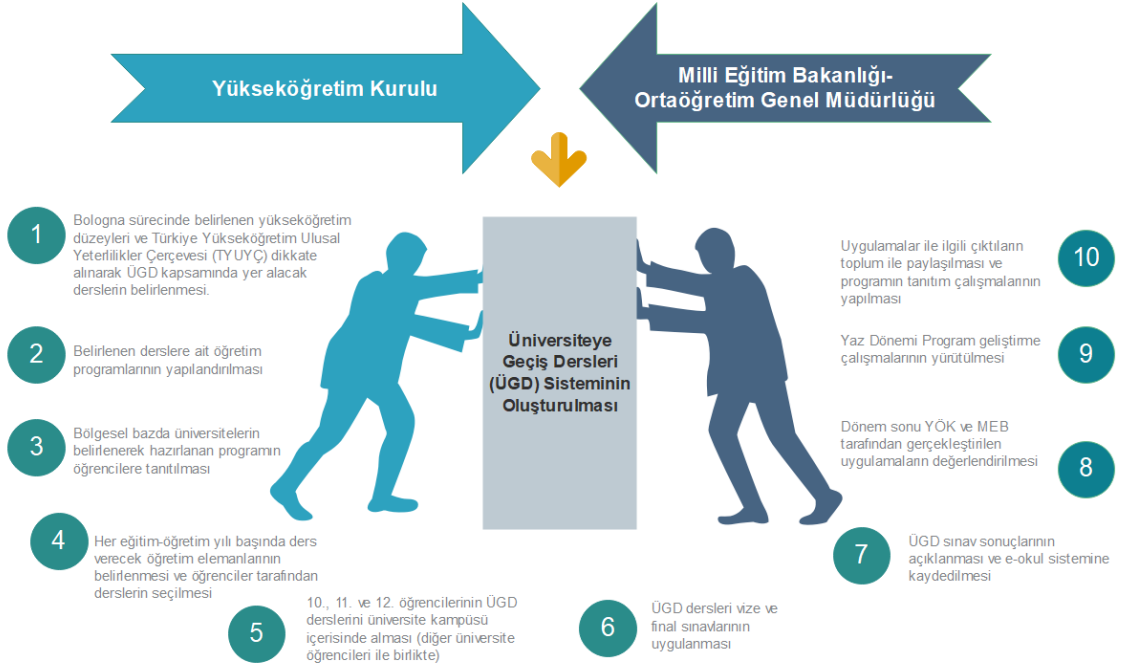 Yükseköğretim Kurulu
Milli Eğitim Bakanlığı-
Ortaöğretim Genel Müdürlüğü
1
Bologna sürecinde belirlenen yükseköğretim
düzeyleri ve Türkiye Yükseköğretim Ulusal
Yeterlilikler Çerçevesi (TYUYÇ) dikkate
alınarak ÜGD kapsamında yer alacak
derslerin belirlenmesi.
2
Belirlenen derslere ait öğretim
programlarının yapılandırılması
3
Bölgesel bazda üniversitelerin
belirlenerek hazırlanan programın
öğrencilere tanıtılması
4
Her eğitim-öğretim yılı başında ders
verecek öğretim elemanlarının
belirlenmesi ve öğrenciler tarafından
derslerin seçilmesi
5
10., 11. ve 12. öğrencilerinin ÜGD
derslerini üniversite kampüsü
içerisinde alması (diğer üniversite
öğrencileri ile birlikte)
Üniversiteye
Geçiş Dersleri
(ÜGD) Sisteminin
Oluşturulması
6
ÜGD dersleri vize ve
final sınavlarının
uygulanması
7
ÜGD sınav sonuçlarının
açıklanması ve e-okul sistemine
kaydedilmesi
8
Dönem sonu YÖK ve MEB
tarafından gerçekleştirilen
uygulamaların değerlendirilmesi
9
Yaz Dönemi Program geliştirme
çalışmalarının yürütülmesi
10
Uygulamalar ile ilgili çıktıların
toplum ile paylaşılması ve
programın tanıtım çalışmalarının
yapılması